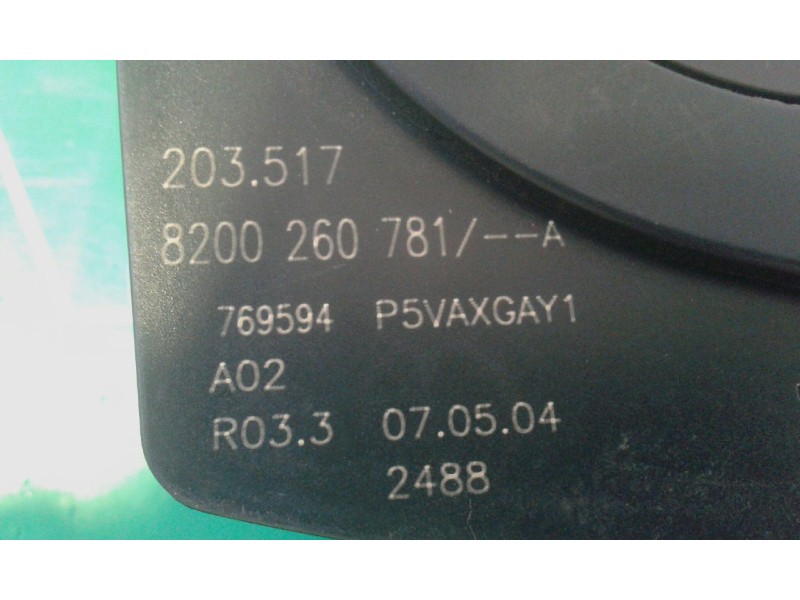 203.517
8200 260 781/--A
769594 P5VAXGAY1
A02
R03.3 07.05.04
2488